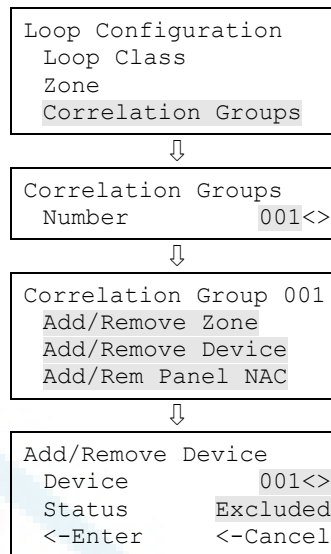 Loop Configuration
Loop Class
Zone
Correlation Groups
Correlation Groups
Number 001<>
Correlation Group 001
Add/Remove Zone
Add/Remove Device
Add/Rem Panel NAC
Add/Remove Device
Device 001<>
Status Excluded
<-Enter <-Cancel